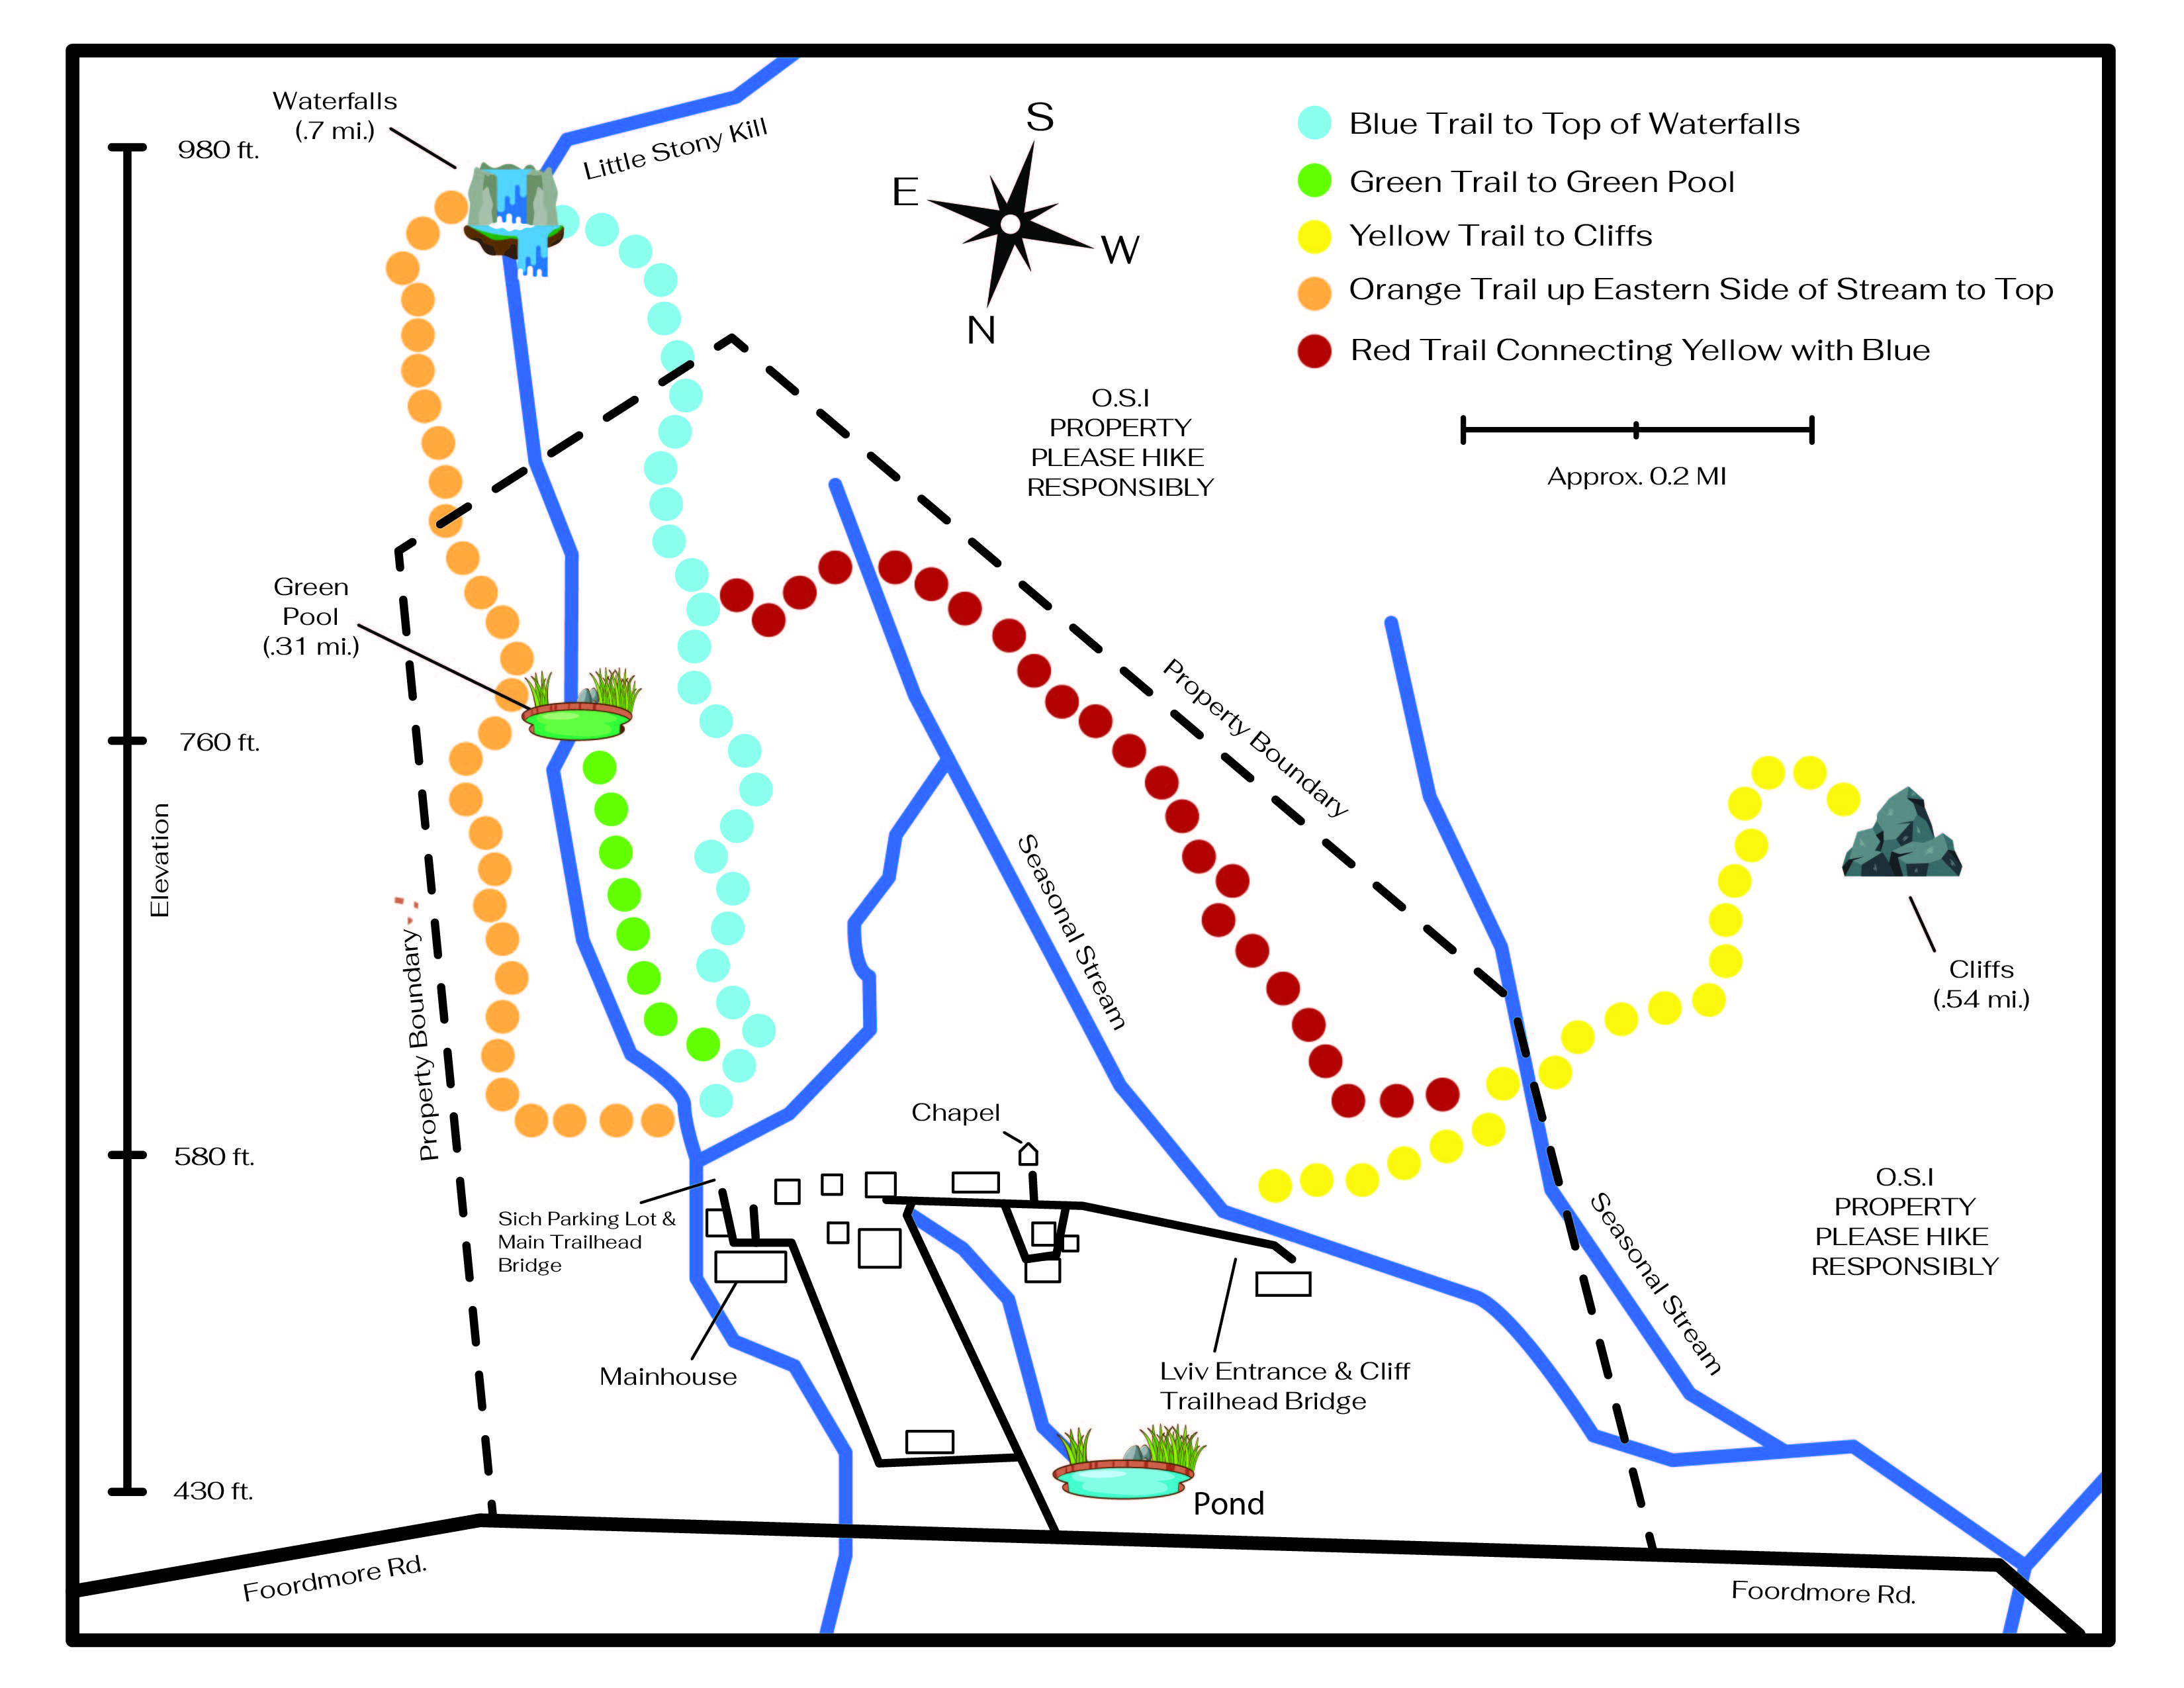 Waterfalls
(.7 mi.)
980 ft.
Little Stony Kill
S
E
W
N
Blue Trail to Top of Waterfalls
Green Trail to Green Pool
Yellow Trail to Cliffs
Orange Trail up Eastern Side of Stream to Top
Red Trail Connecting Yellow with Blue
Approx. 0.2 MI
O.S.I
PROPERTY
PLEASE HIKE
RESPONSIBLY
Green
Pool
(.31 mi.)
760 ft.
Property Boundary
Elevation
Seasonal Stream
Property Boundary
Cliffs
(.54 mi.)
Chapel
580 ft.
Sich Parking Lot &
Main Trailhead
Bridge
Mainhouse
Lviv Entrance & Cliff
Trailhead Bridge
Seasonal Stream
O.S.I
PROPERTY
PLEASE HIKE
RESPONSIBLY
430 ft.
Pond
Foordmore Rd.
Foordmore Rd.